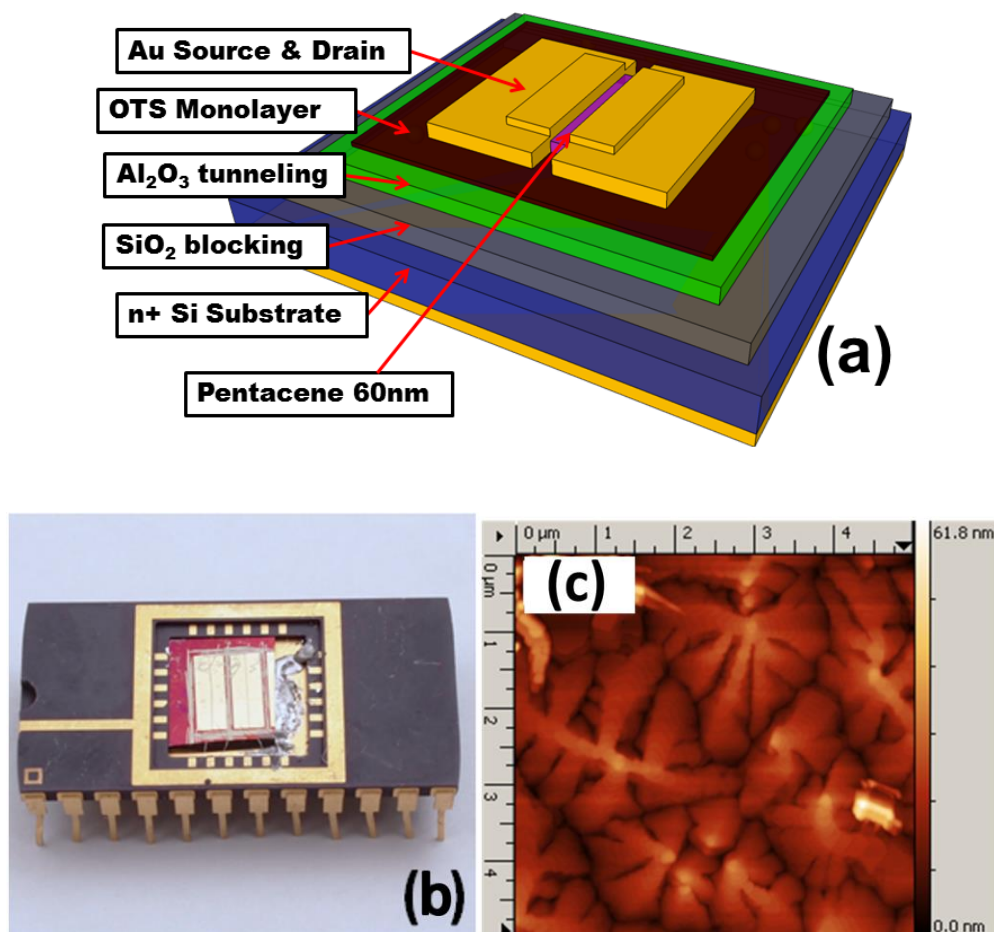 Au Source & Drain
OTS Monolayer
Al₂O₃ tunneling
SiO₂ blocking
n+ Si Substrate
Pentacene 60nm
(a)
(b)
(c)
0 µm 1 2 3 4
0 µm
1
2
3
4
61.8 nm
0.0 nm